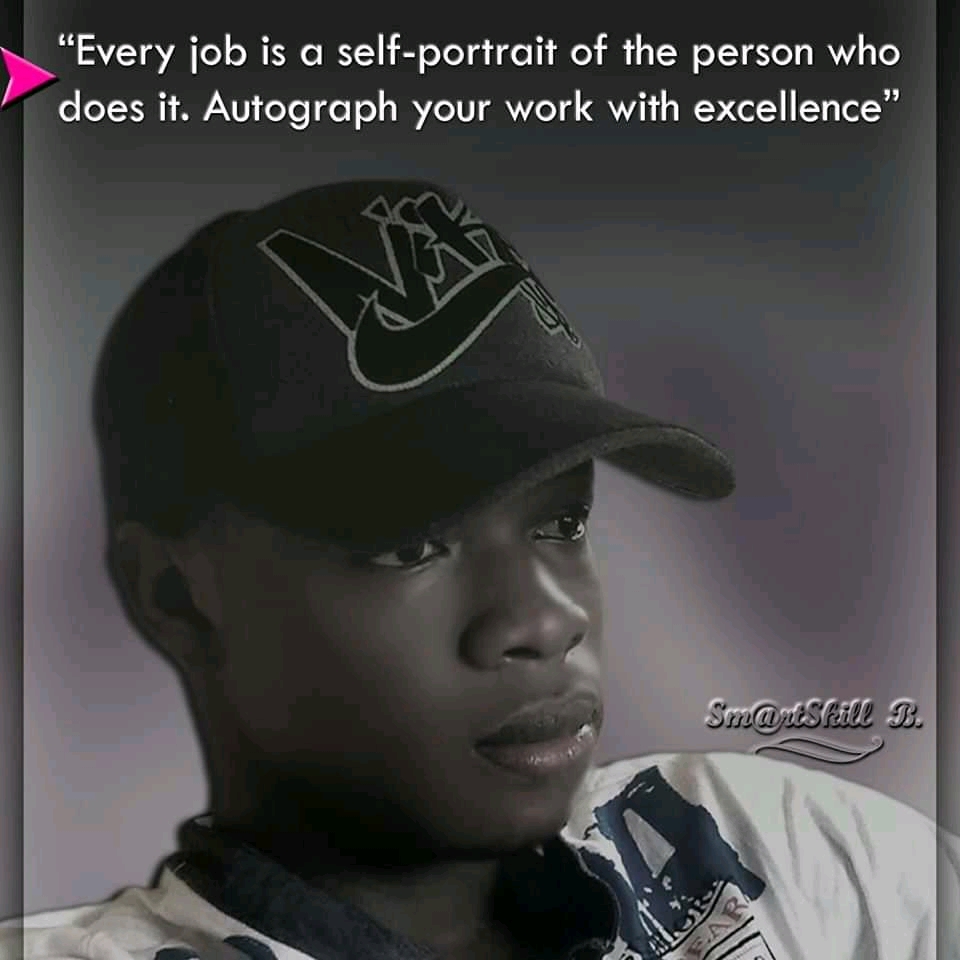 “Every job is a self-portrait of the person who
does it. Autograph your work with excellence”
Sm@rtSkill B.